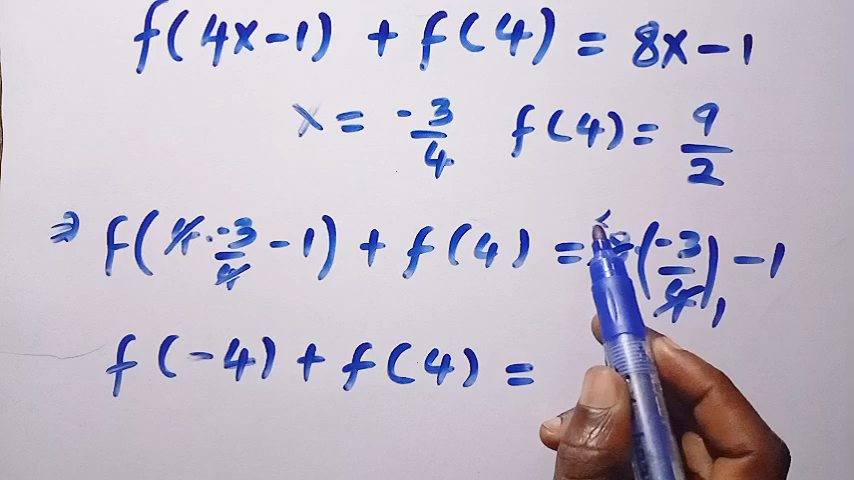 f(4x-1) + f(4) = 8x-1
x = -3/4 f(4) = 9/2
⇒ f(4·-3/4 -1) + f(4) = 8(-3/4)1 -1
f(-4) + f(4) =